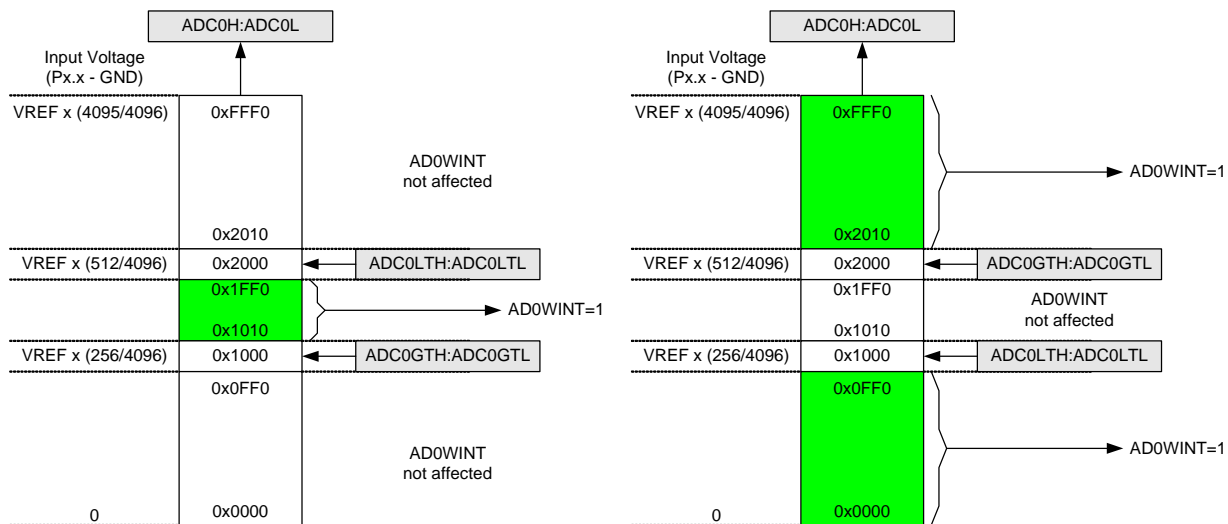 ADC0H:ADC0L
Input Voltage
(Px.x - GND)
VREF x (4095/4096)
0xFFF0
AD0WINT
not affected
0x2010
VREF x (512/4096)
0x2000
ADC0LTH:ADC0LTL
0x1FF0
AD0WINT=1
0x1010
VREF x (256/4096)
0x1000
ADC0GTH:ADC0GTL
0x0FF0
AD0WINT
not affected
0
0x0000
ADC0H:ADC0L
Input Voltage
(Px.x - GND)
VREF x (4095/4096)
0xFFF0
AD0WINT=1
0x2010
VREF x (512/4096)
0x2000
ADC0GTH:ADC0GTL
0x1FF0
AD0WINT
not affected
0x1010
VREF x (256/4096)
0x1000
ADC0LTH:ADC0LTL
0x0FF0
AD0WINT=1
0
0x0000